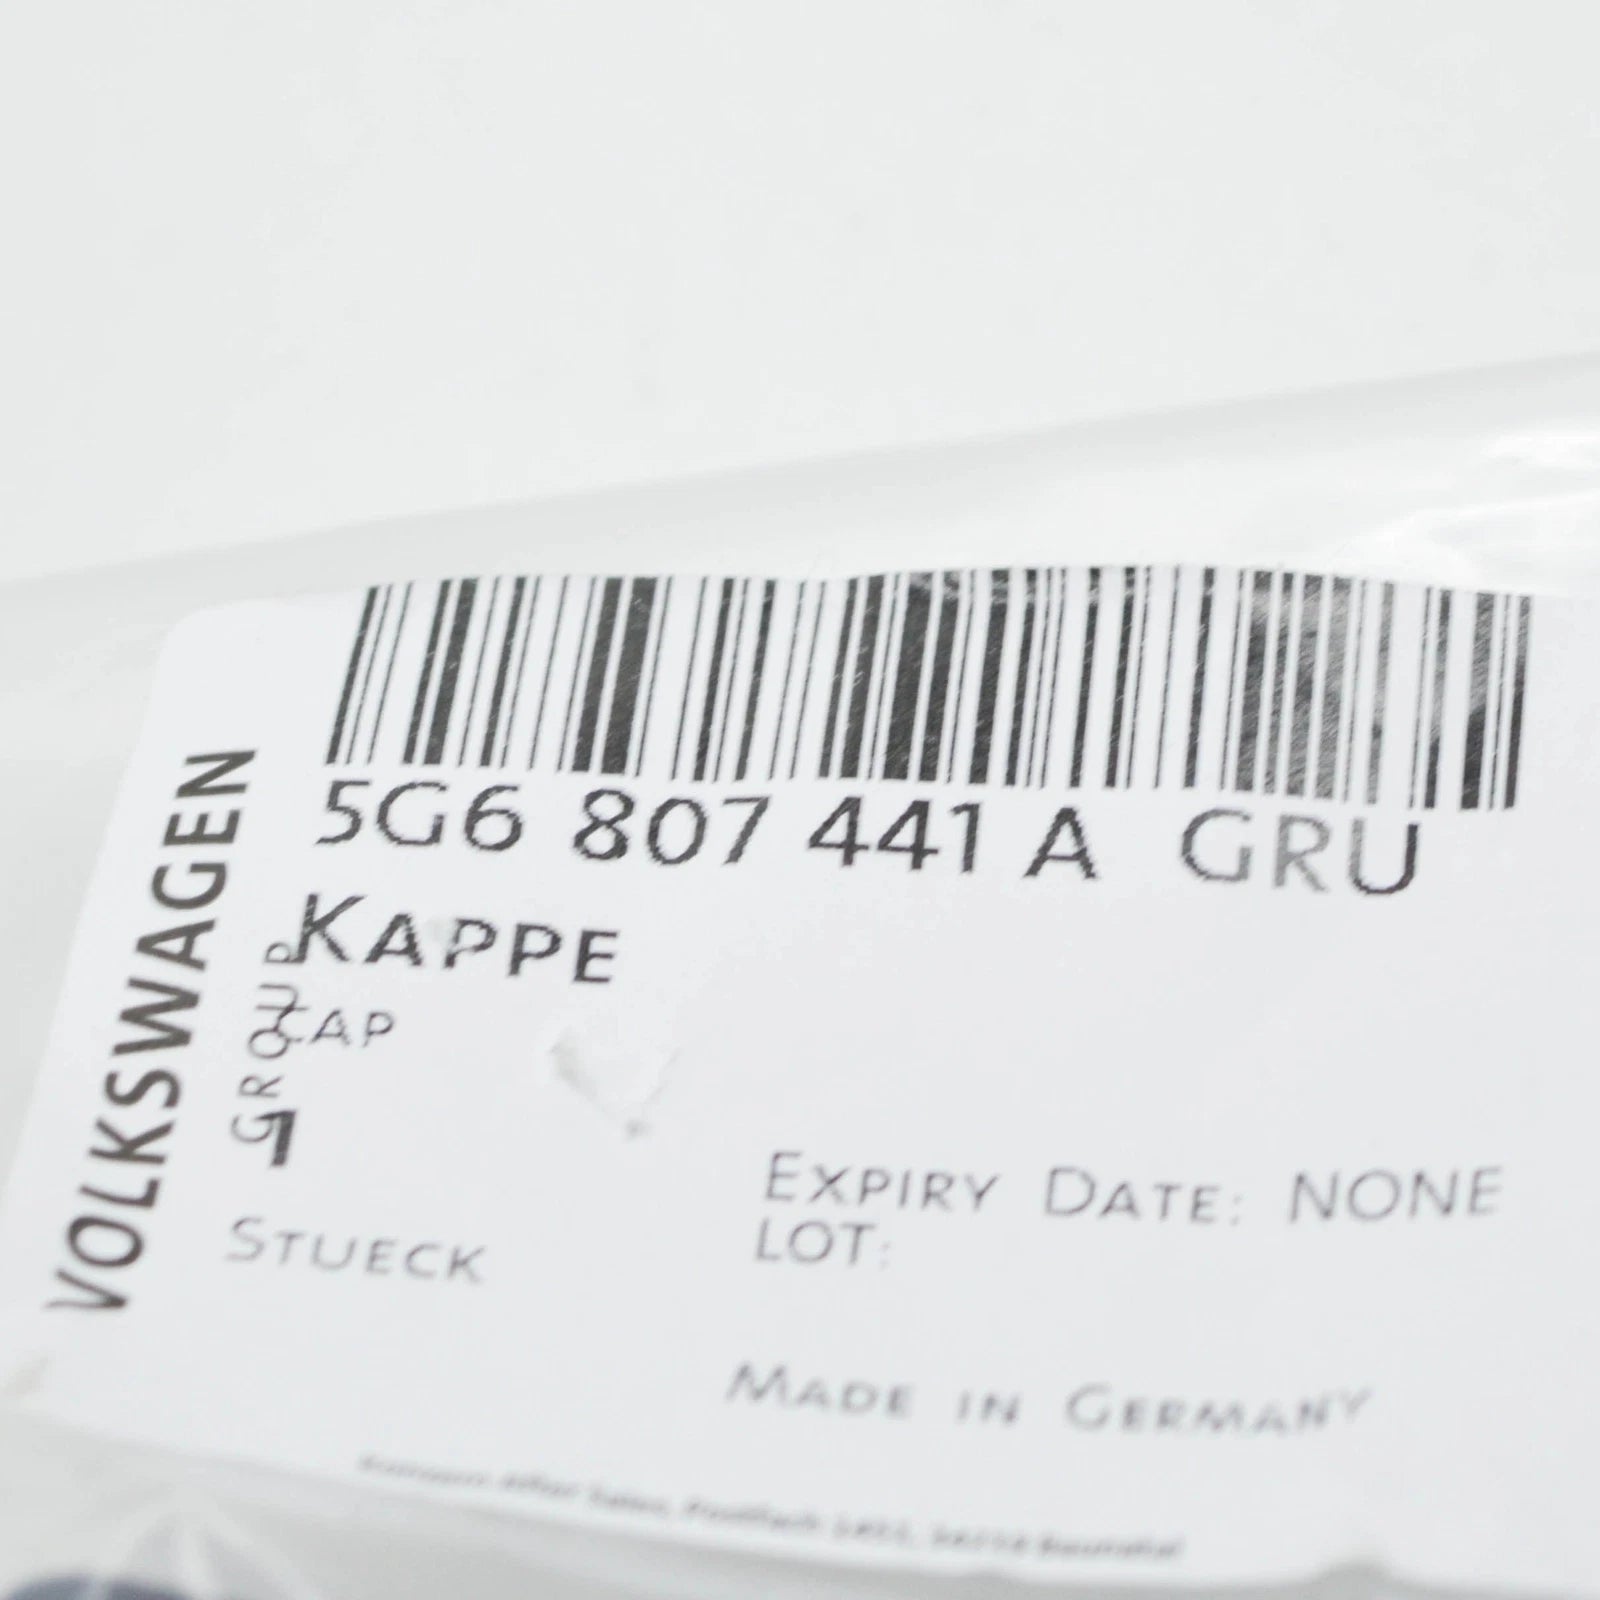 5G6 807 441 A GRU
KAPPE
CAP
1
STUECK
VOLKSWAGEN
GROUP
EXPIRY DATE: NONE
LOT:
MADE IN GERMANY